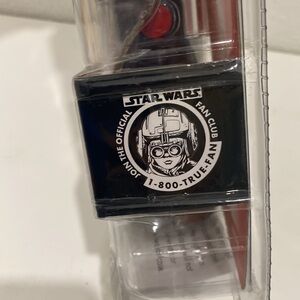 STAR WARS
JOIN THE OFFICIAL FAN CLUB
1-800-TRUE-FAN